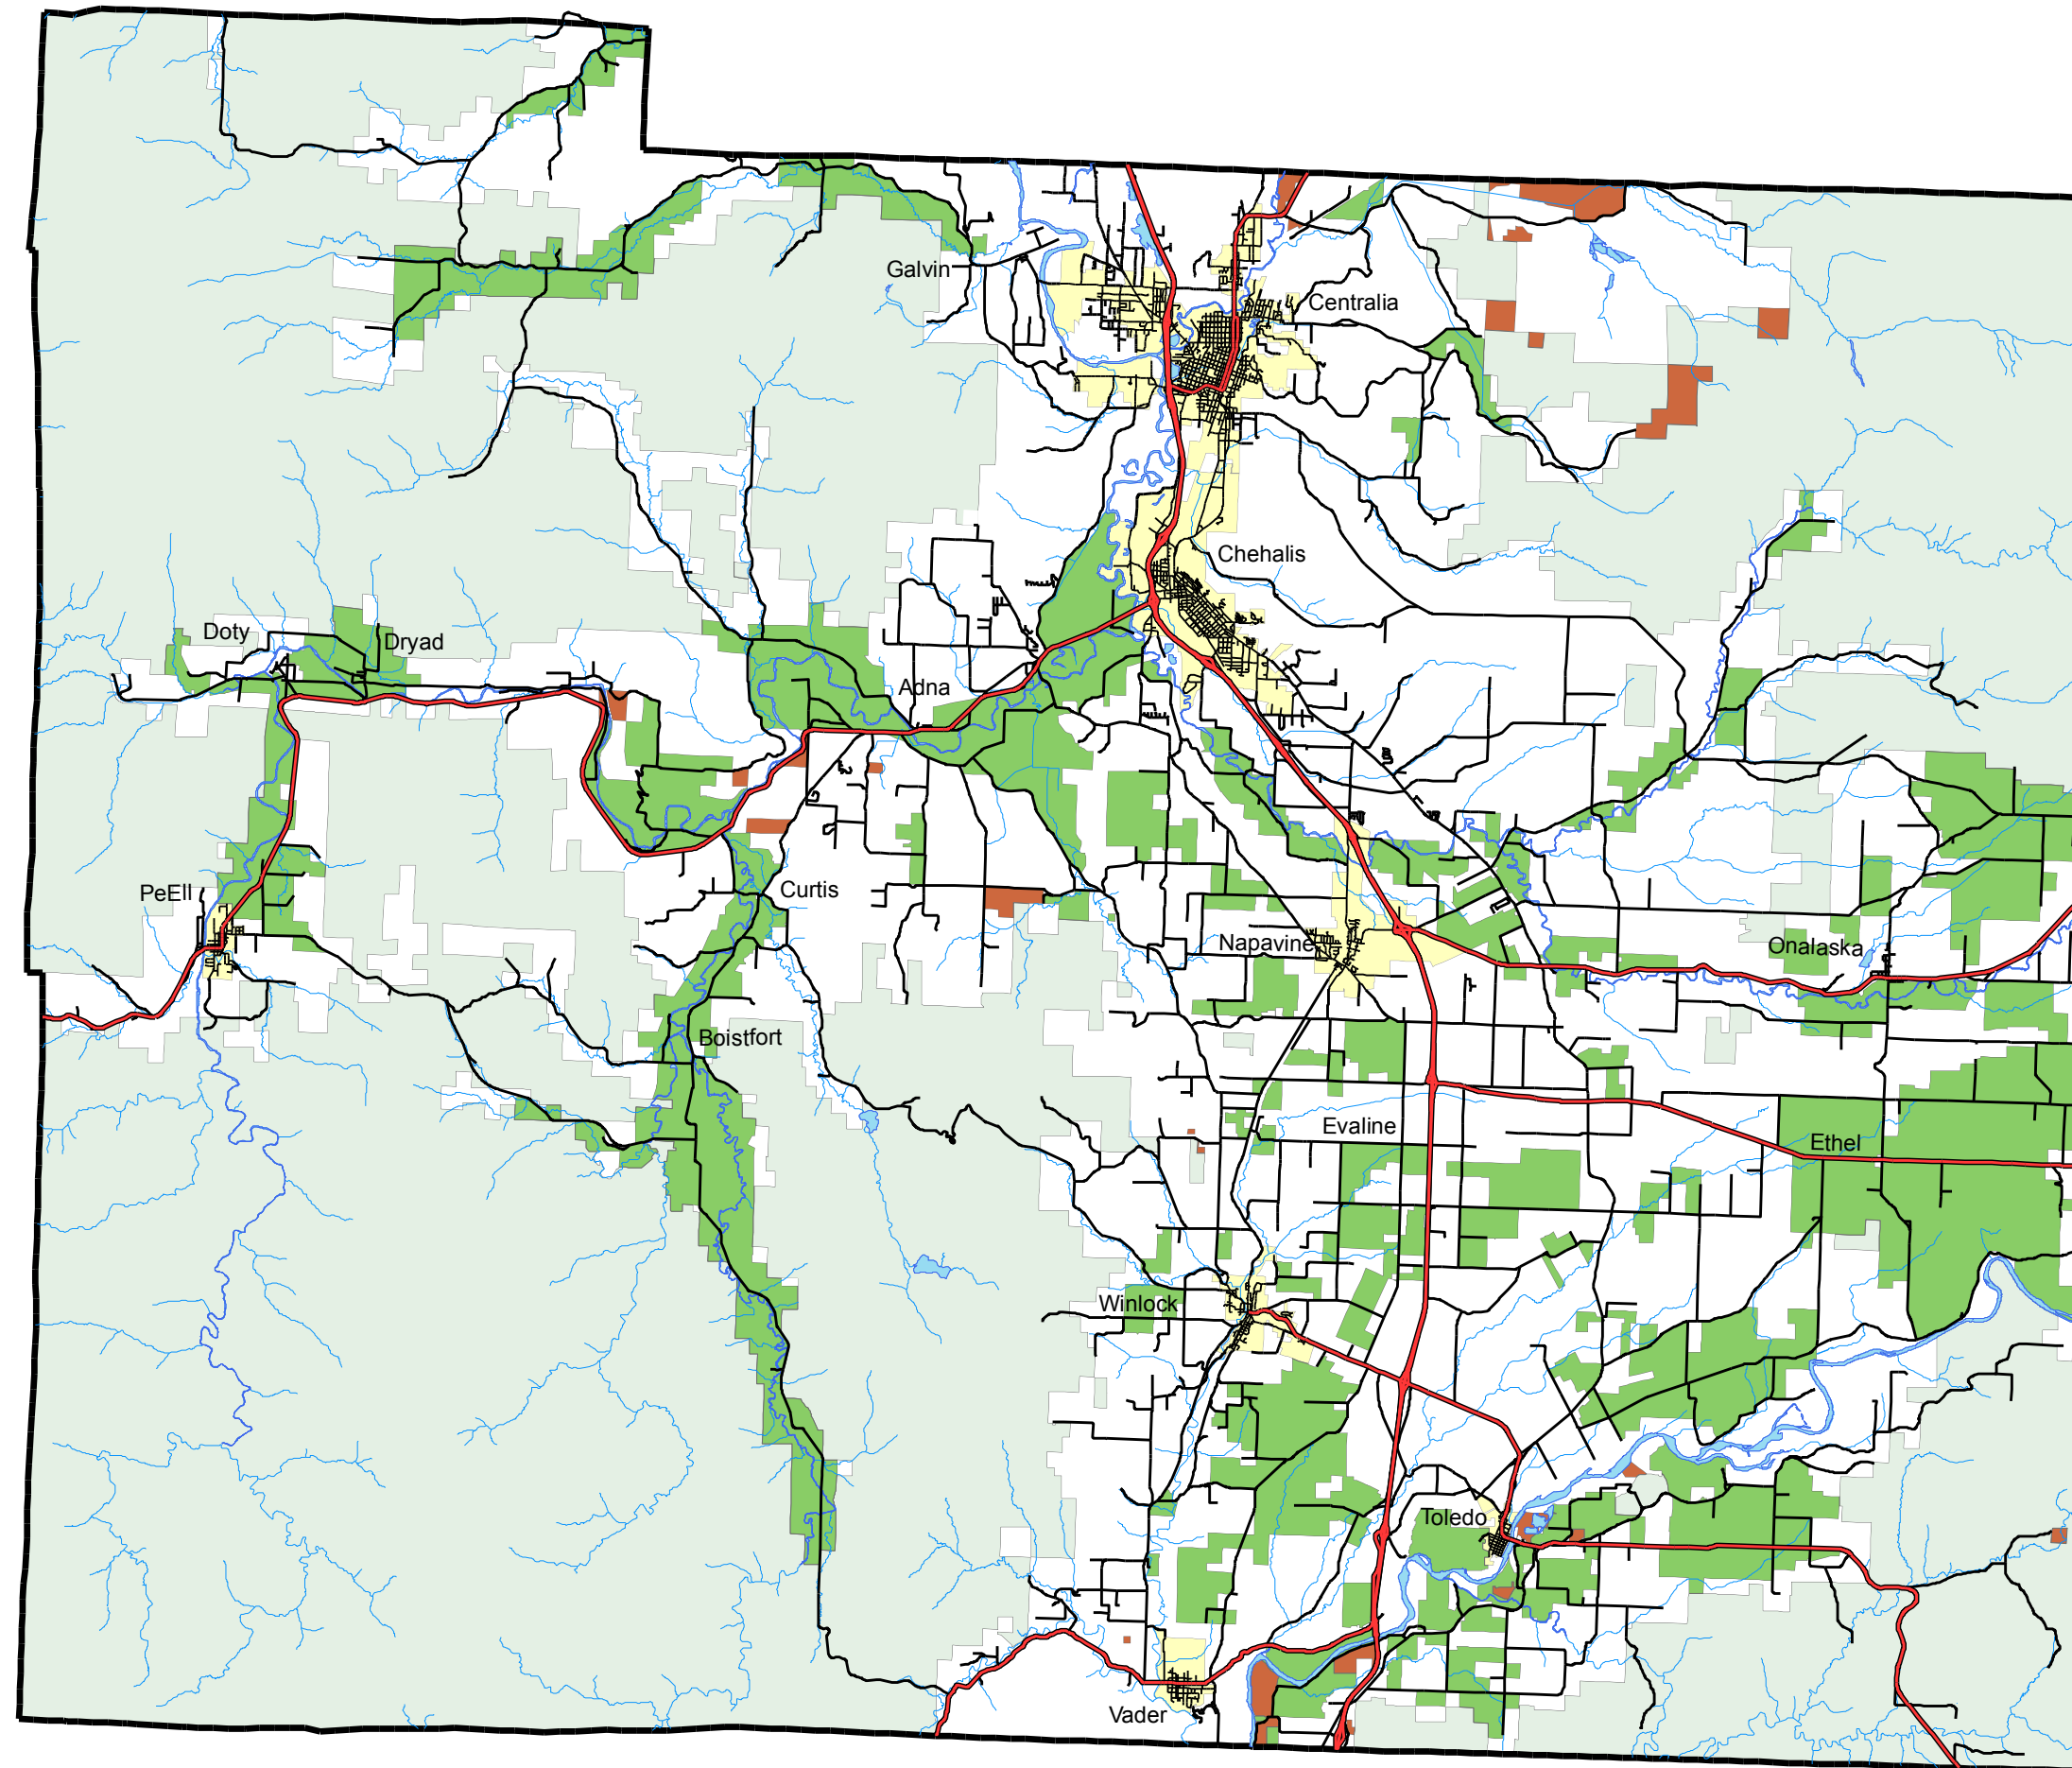 Galvin
Centralia
Chehalis
Doty
Dryad
Adna
PeEll
Curtis
Napavine
Onalaska
Boistfort
Evaline
Ethel
Winlock
Toledo
Vader